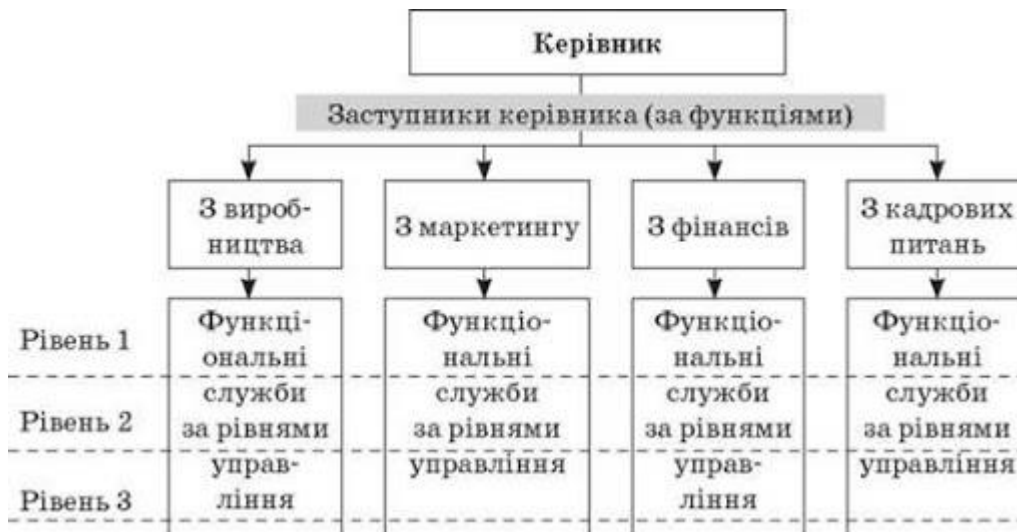 Керівник
Заступники керівника (за функціями)
З вироб-
ництва
З маркетингу
З фінансів
З кадрових
питань
Рівень 1
Рівень 2
Рівень 3
Функці-
ональні
служби
за рівнями
управ-
ління
Функціо-
нальні
служби
за рівнями
управління
Функціо-
нальні
служби
за рівнями
управ-
ління
Функціо-
нальні
служби
за рівнями
управління